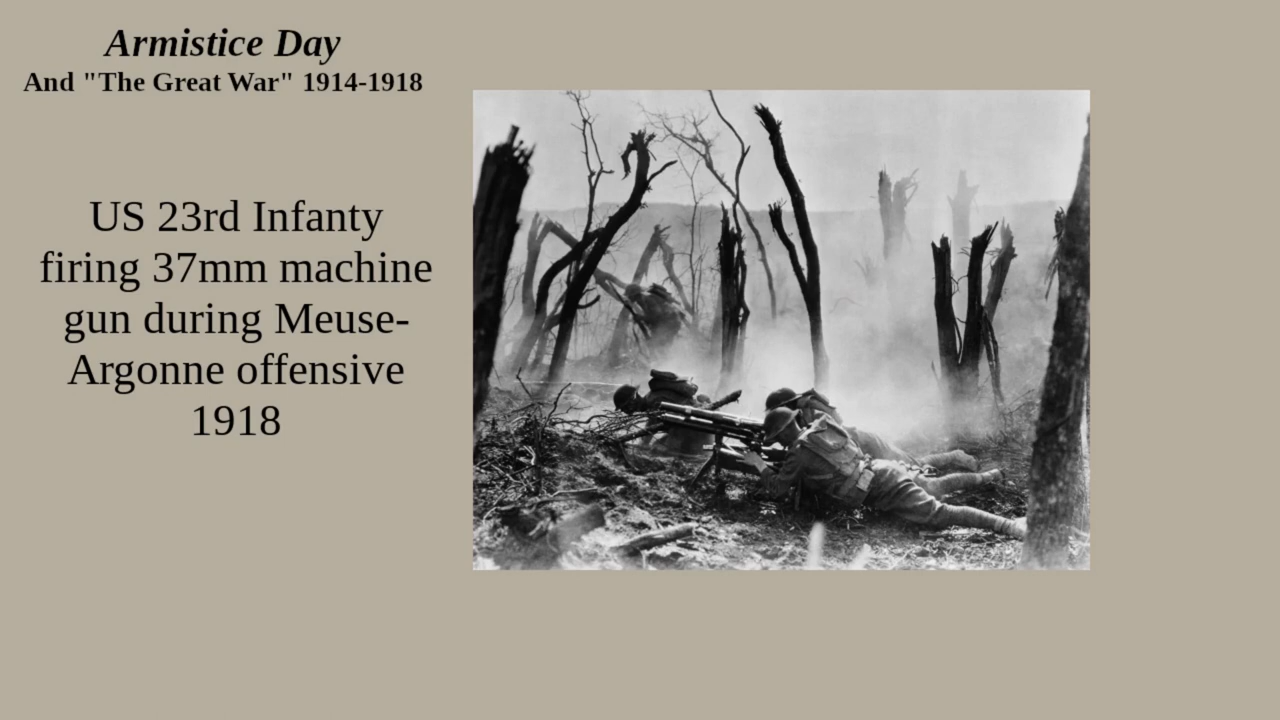 Armistice Day
And "The Great War" 1914-1918
US 23rd Infanty
firing 37mm machine
gun during Meuse-
Argonne offensive
1918